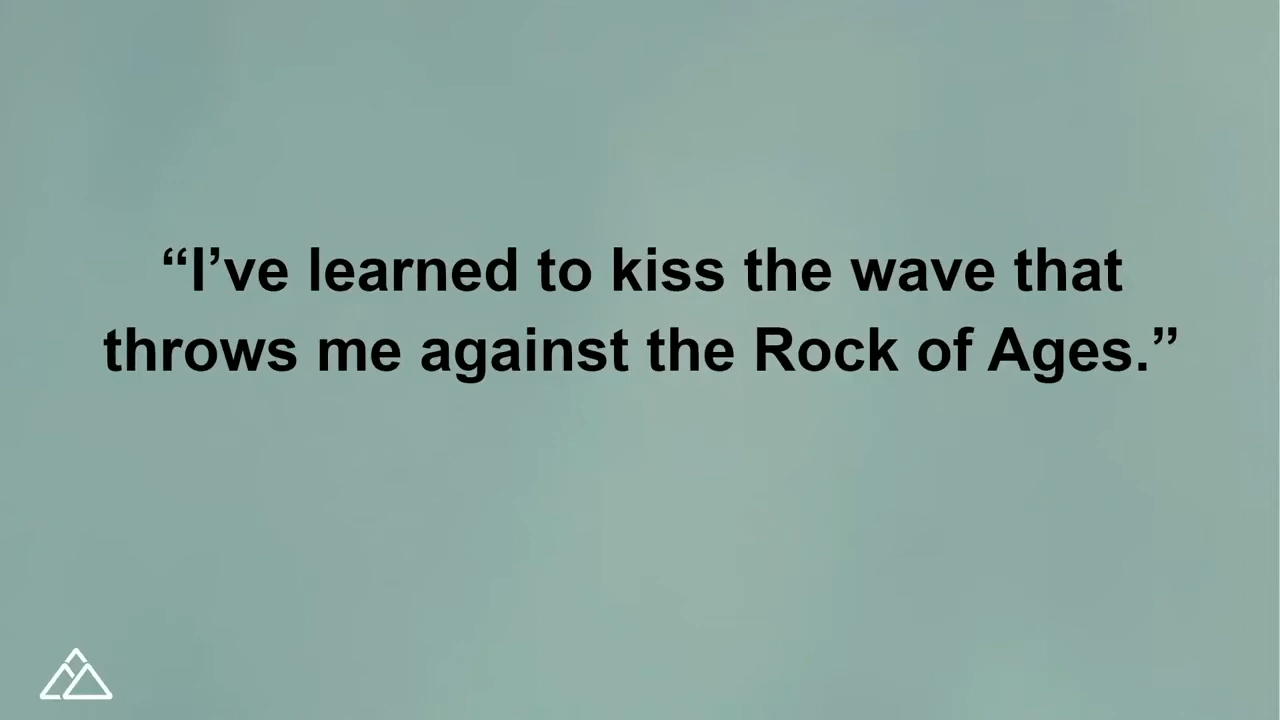 “I’ve learned to kiss the wave that
throws me against the Rock of Ages.”